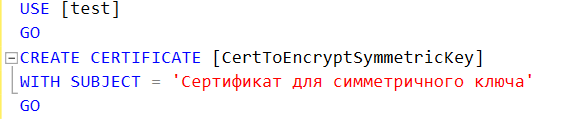 USE [test]
GO
CREATE CERTIFICATE [CertToEncryptSymmetricKey]
WITH SUBJECT = 'Сертификат для симметричного ключа'
GO